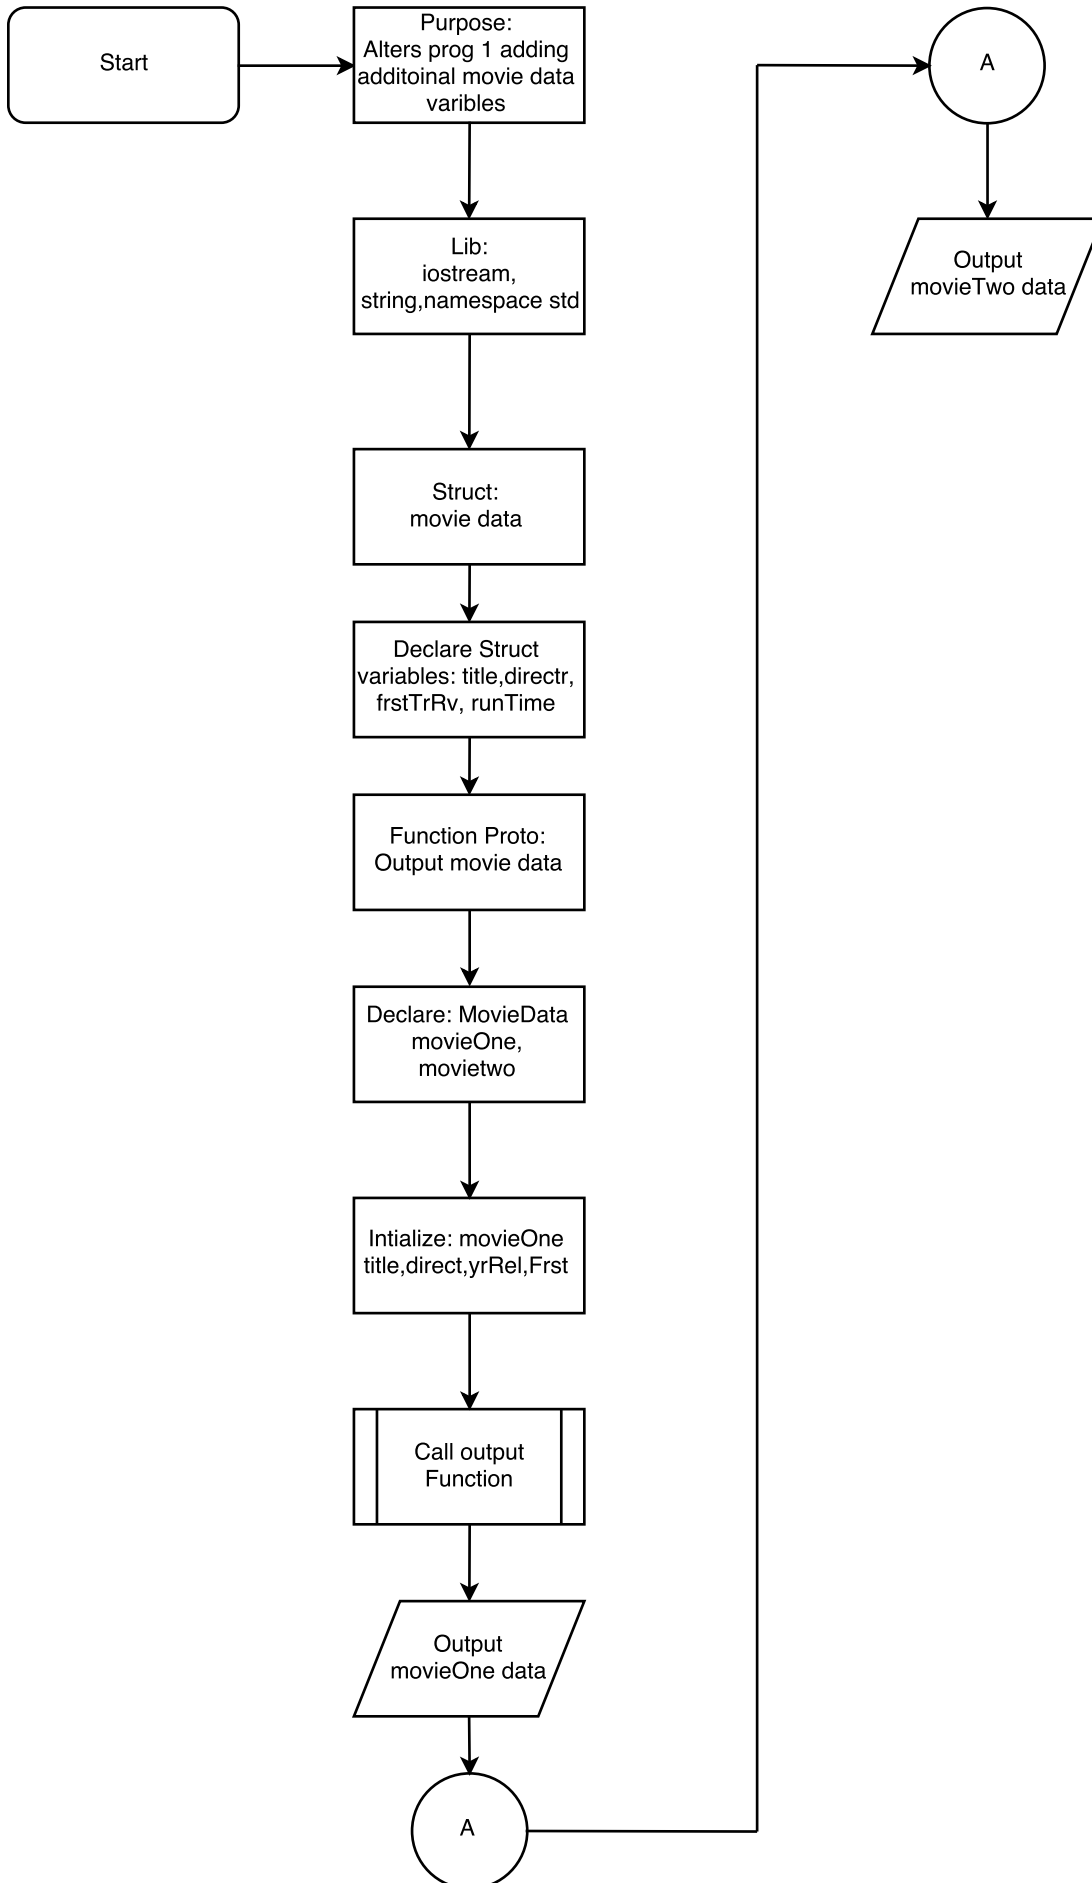 Start
Purpose:
Alters prog 1 adding
additoinal movie data
varibles
Lib:
iostream,
string,namespace std
Struct:
movie data
Declare Struct
variables: title,directr,
frstTrRv, runTime
Function Proto:
Output movie data
Declare: MovieData
movieOne,
movietwo
Intialize: movieOne
title,direct,yrRel,Frst
Call output
Function
Output
movieOne data
A
A
Output
movieTwo data